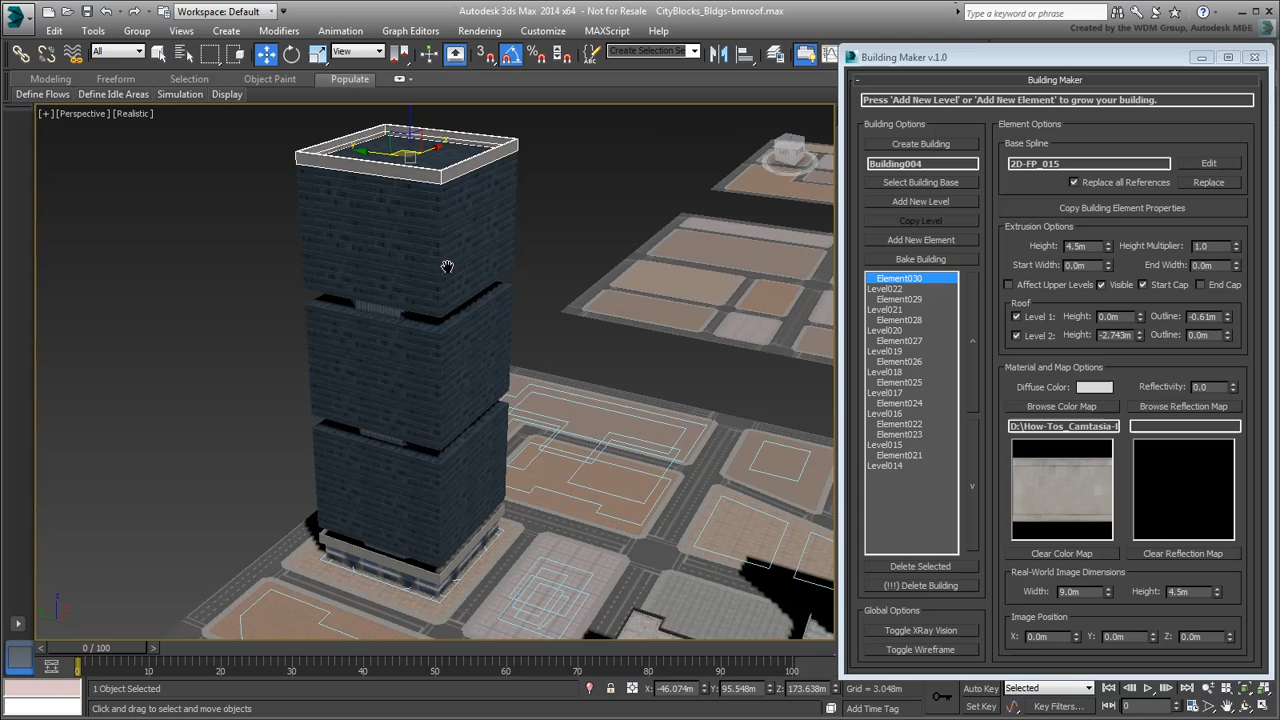 Workspace: Default
Autodesk 3ds Max 2014 x64 - Not for Resale CityBlocks_Bldgs-bmroof.max
Type a keyword or phrase
Created by the WDM Group, Autodesk MBE
Edit Tools Group Views Create Modifiers Animation Graph Editors Rendering Customize MAXScript Help
All View Create Selection Se
Modeling Freeform Selection Object Paint Populate
Define Flows Define Idle Areas Simulation Display
[+] [Perspective] [Realistic]
Building Maker v.1.0
Building Maker
Press 'Add New Level' or 'Add New Element' to grow your building.
Building Options
Create Building
Building004
Select Building Base
Add New Level
Copy Level
Add New Element
Bake Building
Element030
Level022
Element029
Level021
Element028
Level020
Element027
Level019
Element026
Level018
Element025
Level017
Element024
Level016
Element022
Element023
Level015
Element021
Level014
Delete Selected
(!!!) Delete Building
Global Options
Toggle XRay Vision
Toggle Wireframe
Element Options
Base Spline
2D-FP_015 Edit
Replace all References Replace
Copy Building Element Properties
Extrusion Options
Height: 4.5m Height Multiplier: 1.0
Start Width: 0.0m End Width: 0.0m
Affect Upper Levels Visible Start Cap End Cap
Roof
Level 1: Height: 0.0m Outline: -0.61m
Level 2: Height: -2.743m Outline: 0.0m
Material and Map Options
Diffuse Color: Reflectivity: 0.0
Browse Color Map Browse Reflection Map
D:\How-Tos_Camtasia-
Clear Color Map Clear Reflection Map
Real-World Image Dimensions
Width: 9.0m Height: 4.5m
Image Position
X: 0.0m Y: 0.0m Z: 0.0m
0 / 100
0 10 20 30 40 50 60 70 80 90 100
1 Object Selected X: -46.074m Y: 95.548m Z: 173.638m Grid = 3.048m Auto Key Selected
Click and drag to select and move objects Add Time Tag Set Key Key Filters... 0